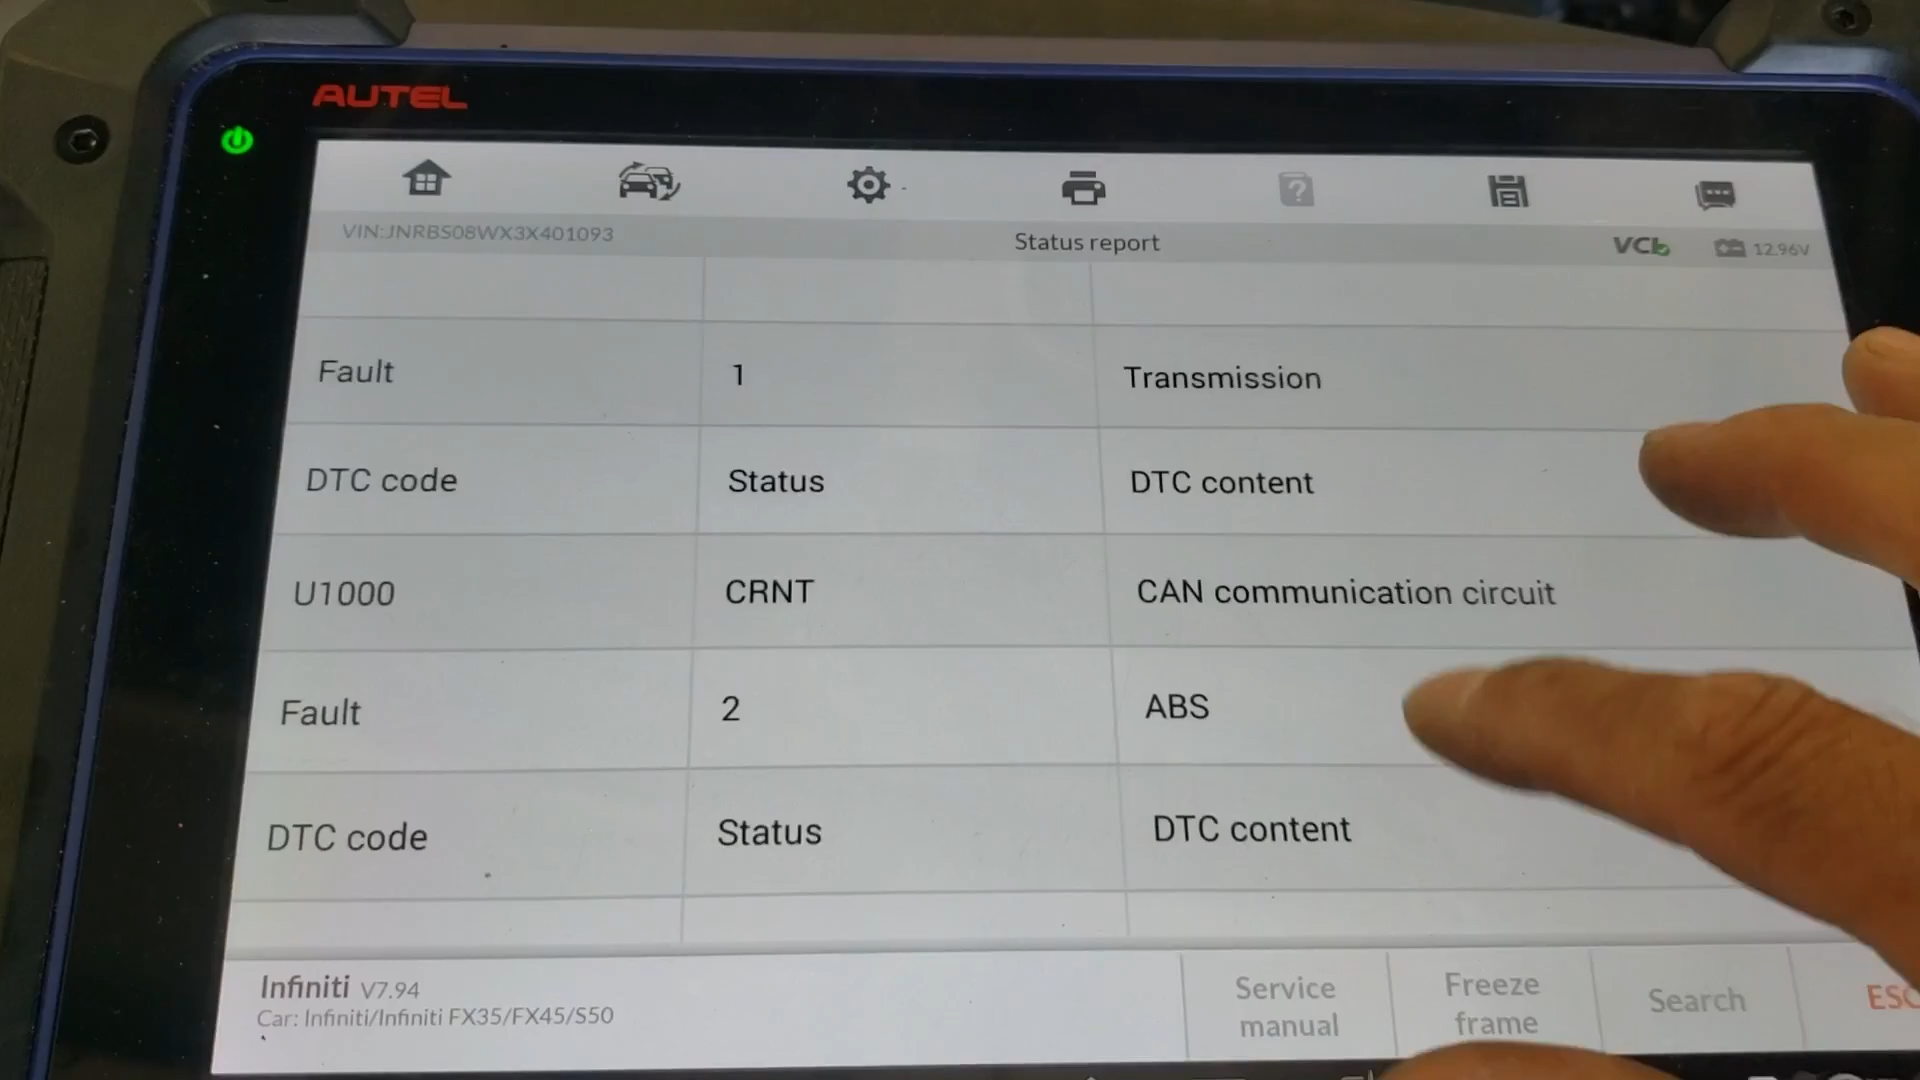 AUTEL
VIN:JNRBS08WX3X401093
Status report
VCI
12.96V
Fault 1 Transmission
DTC code Status DTC content
U1000 CRNT CAN communication circuit
Fault 2 ABS
DTC code Status DTC content
Infiniti V7.94
Car: Infiniti/Infiniti FX35/FX45/S50
Service manual
Freeze frame
Search
ESC